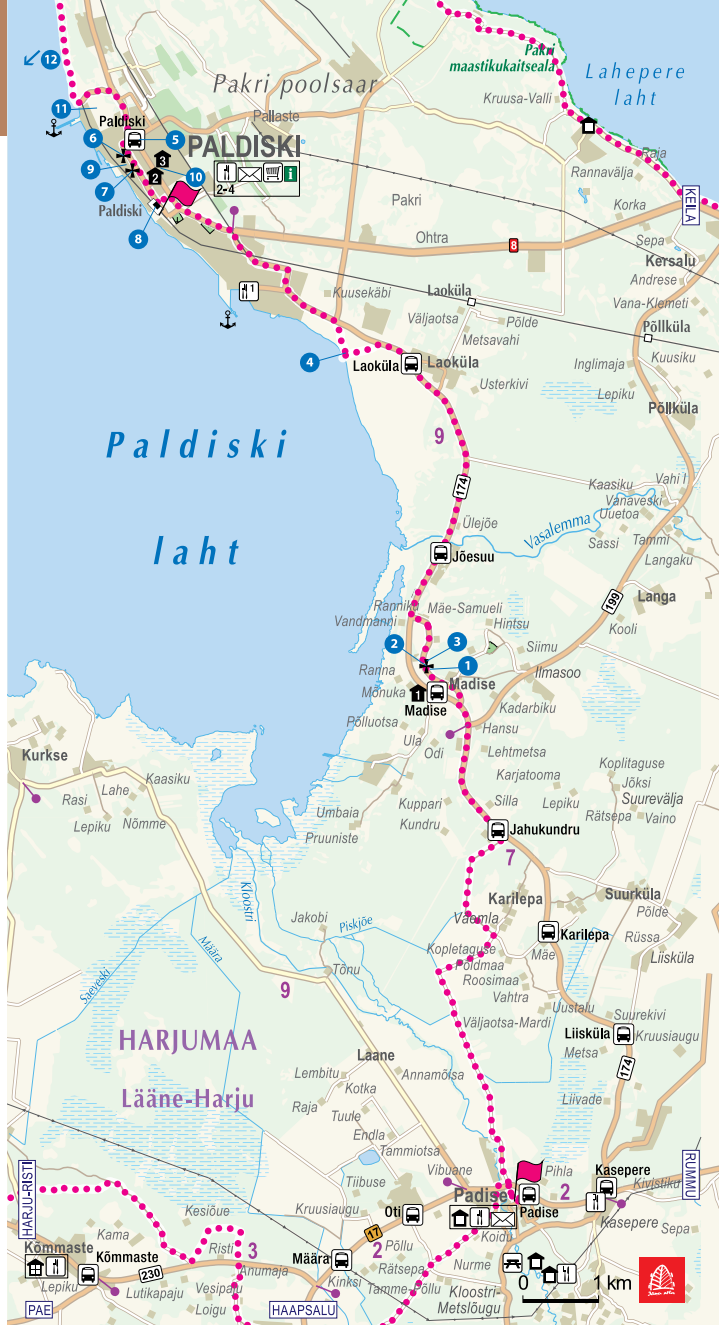 12
Pakri
maastikukaitseala
Lahepere
laht
Pakri poolsaar
Kruusa-Valli
11
Pallaste
Paldiski
6
5
PALDISKI
9
3
10
7
2
2-4
i
Raja
Rannavälja
Korka
KEILA
Pakri
Paldiski
8
Ohtra
8
Sepa
Kersalu
Andrese
Laoküla
Vana-Klemeti
1
Kuusekäbi
Väljaotsa
Põlde
Metsavahi
Põllküla
4
Laoküla
Laoküla
Inglimaja
Kuusiku
Usterkivi
Lepiku
Põllküla
Paldiski
laht
9
174
Kaasiku
Vahi I
Vanaveski
Uuetoa
Ülejõe
Vasalemma
Sassi
Tammi
Langaku
Jõesuu
Langa
199
Kooli
Ranniku
Mäe-Samueli
Vandmanni
Hintsu
2
3
Siimu
1
Ilmasoo
Ranna
Mõnuka
1
Madise
Madise
Kadarbiku
Põlluotsa
Hansu
Ula
Odi
Lehtmetsa
Kurkse
Kaasiku
Karjatooma
Koplitaguse
Jõksi
Rasi
Lahe
Kuppari
Silla
Lepiku
Suurevälja
Lepiku
Nõmme
Umbaia
Kundru
Rätsepa
Vaino
Pruuniste
Jahukundru
7
Kloostri
Karilepa
Suurküla
Põlde
Jakobi
Piskjõe
Vaemla
Karilepa
Rüssa
Määra
Kopletaguse
Mäe
Liisküla
Saeveski
Tõnu
Põldmaa
Roosimaa
9
Vahtra
Uustalu
Suurekivi
Väljaotsa-Mardi
Liisküla
Kruusiaugu
HARJUMAA
Metsa
Lääne-Harju
Laane
174
Lembitu
Annamõisa
Kotka
Liivade
Raja
Tuule
Endla
Tammiotsa
HARJU-RISTI
Vibuane
Pihla
Kasepere
RUMMU
Tiibuse
Padise
2
Kivistiku
Kesiöue
Kruusiaugu
Oti
Padise
Kasepere
Kama
17
Koidu
Sepa
Kõmmaste
Risti
3
Põllu
Kõmmaste
Määra
2
Nurme
230
Anumaja
Rätsepa
Lepiku
Lutikapaju
Vesipaju
Kinksi
Tamme-Põllu
Kloostri-
Metslõugu
0
1 km
PAE
Loigu
HAAPSALU